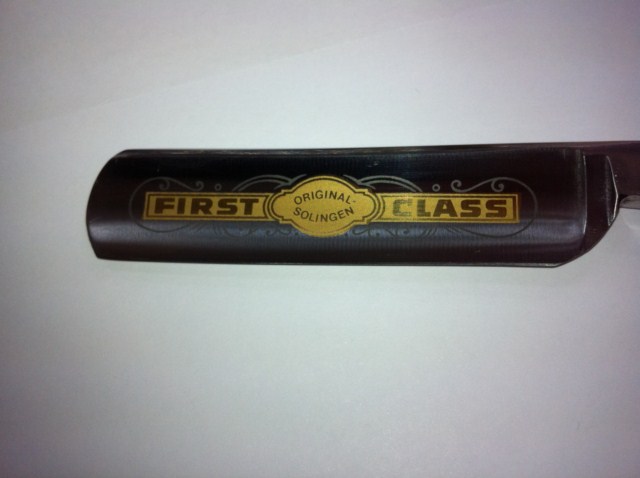 FIRST ORIGINAL- CLASS
SOLINGEN